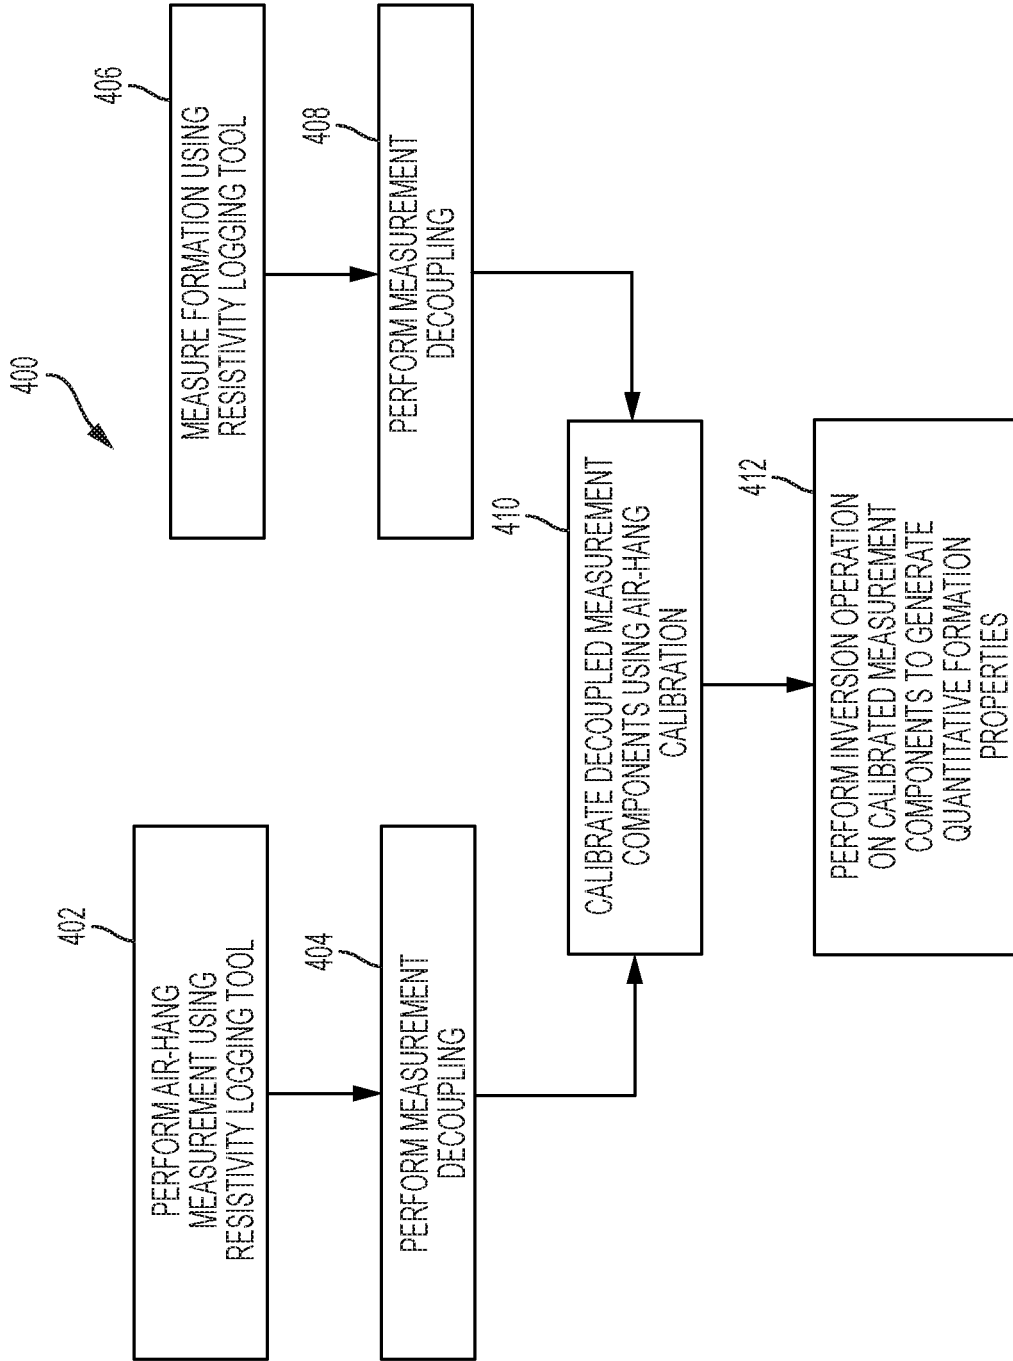 400
402
PERFORM AIR-HANG
MEASUREMENT USING
RESISTIVITY LOGGING TOOL
404
PERFORM MEASUREMENT
DECOUPLING
406
MEASURE FORMATION USING
RESISTIVITY LOGGING TOOL
408
PERFORM MEASUREMENT
DECOUPLING
410
CALIBRATE DECOUPLED MEASUREMENT
COMPONENTS USING AIR-HANG
CALIBRATION
412
PERFORM INVERSION OPERATION
ON CALIBRATED MEASUREMENT
COMPONENTS TO GENERATE
QUANTITATIVE FORMATION
PROPERTIES